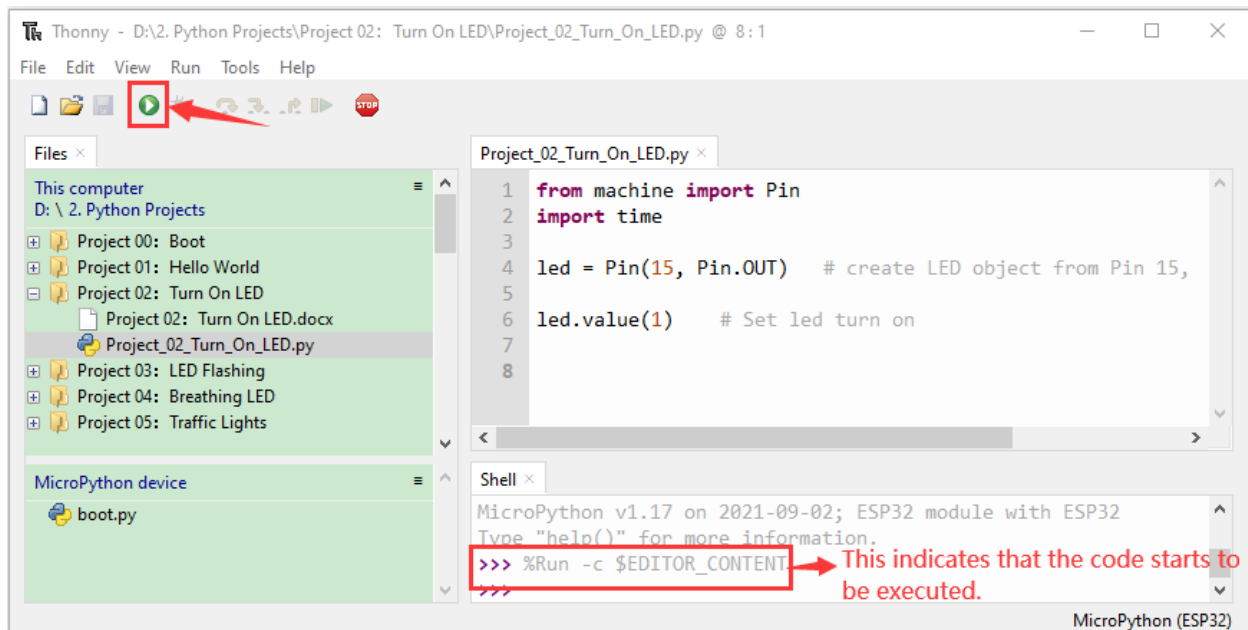 Thonny - D:\2. Python Projects\Project 02: Turn On LED\Project_02_Turn_On_LED.py @ 8:1
File Edit View Run Tools Help
STOP
Files
This computer
D: \ 2. Python Projects
Project 00: Boot
Project 01: Hello World
Project 02: Turn On LED
Project 02: Turn On LED.docx
Project_02_Turn_On_LED.py
Project 03: LED Flashing
Project 04: Breathing LED
Project 05: Traffic Lights
MicroPython device
boot.py
Project_02_Turn_On_LED.py
1 from machine import Pin
2 import time
3
4 led = Pin(15, Pin.OUT) # create LED object from Pin 15,
5
6 led.value(1) # Set led turn on
7
8
Shell
MicroPython v1.17 on 2021-09-02; ESP32 module with ESP32
Type "help()" for more information.
>>> %Run -c $EDITOR_CONTENT
>>>
This indicates that the code starts to
be executed.
MicroPython (ESP32)